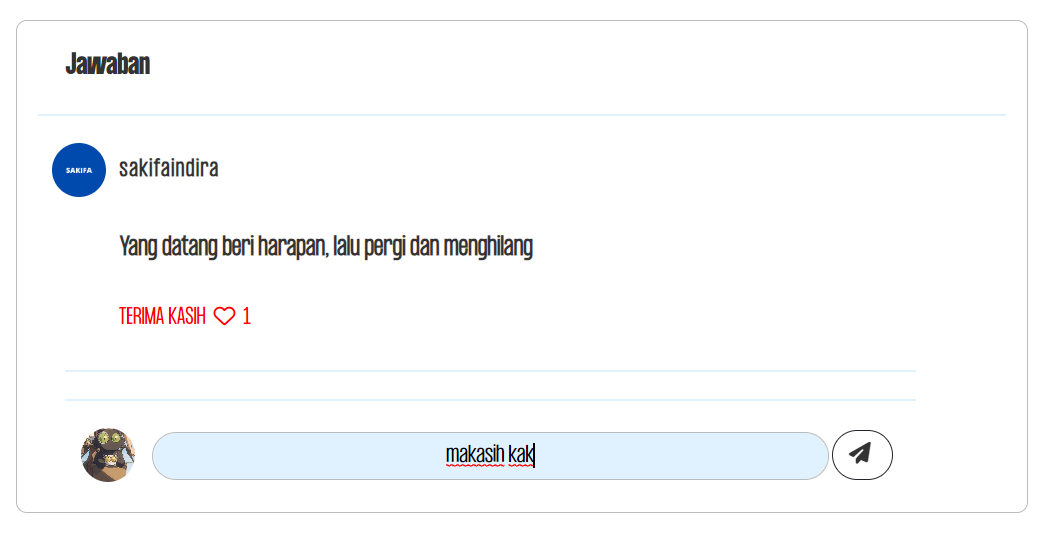 Jawaban
SAKIFA
sakifaindira
Yang datang beri harapan, lalu pergi dan menghilang
TERIMA KASIH 1
makasih kak